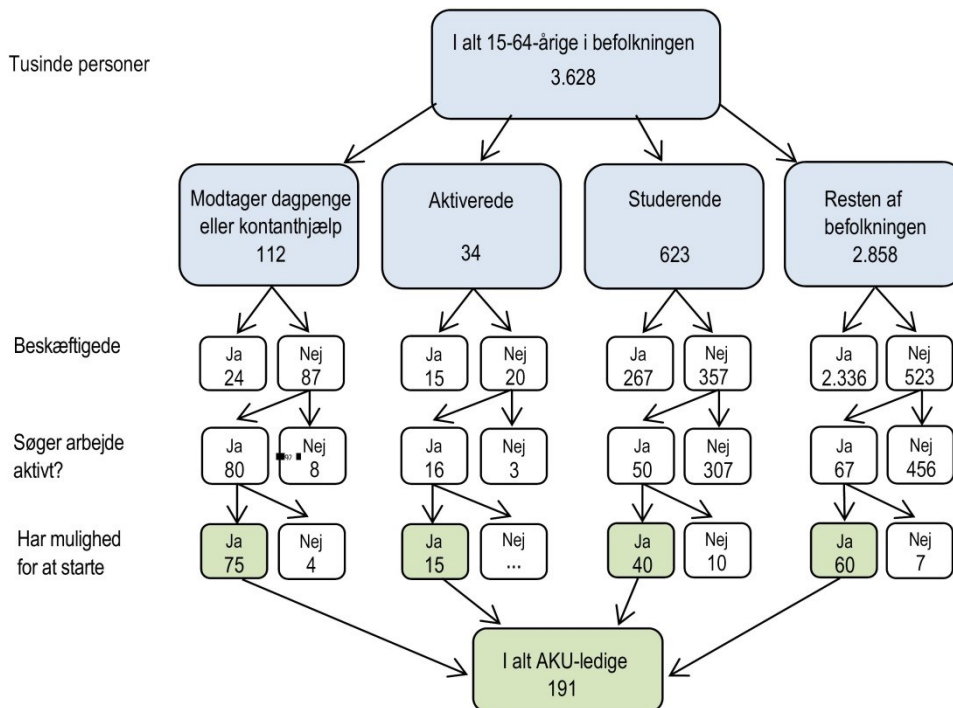 I alt 15-64-årige i befolkningen
Tusinde personer
3.628
Modtager dagpenge
eller kontanthjælp
112
Aktiverede
34
Studerende
623
Resten af
befolkningen
2.858
Beskæftigede
Ja
24
Nej
87
Ja
15
Nej
20
Ja
267
Nej
357
Ja
2.336
Nej
523
Søger arbejde
aktivt?
Ja
80
Nej
8
Ja
16
Nej
3
Ja
50
Nej
307
Ja
67
Nej
456
Har mulighed
for at starte
Ja
75
Nej
4
Ja
15
Nej
...
Ja
40
Nej
10
Ja
60
Nej
7
I alt AKU-ledige
191